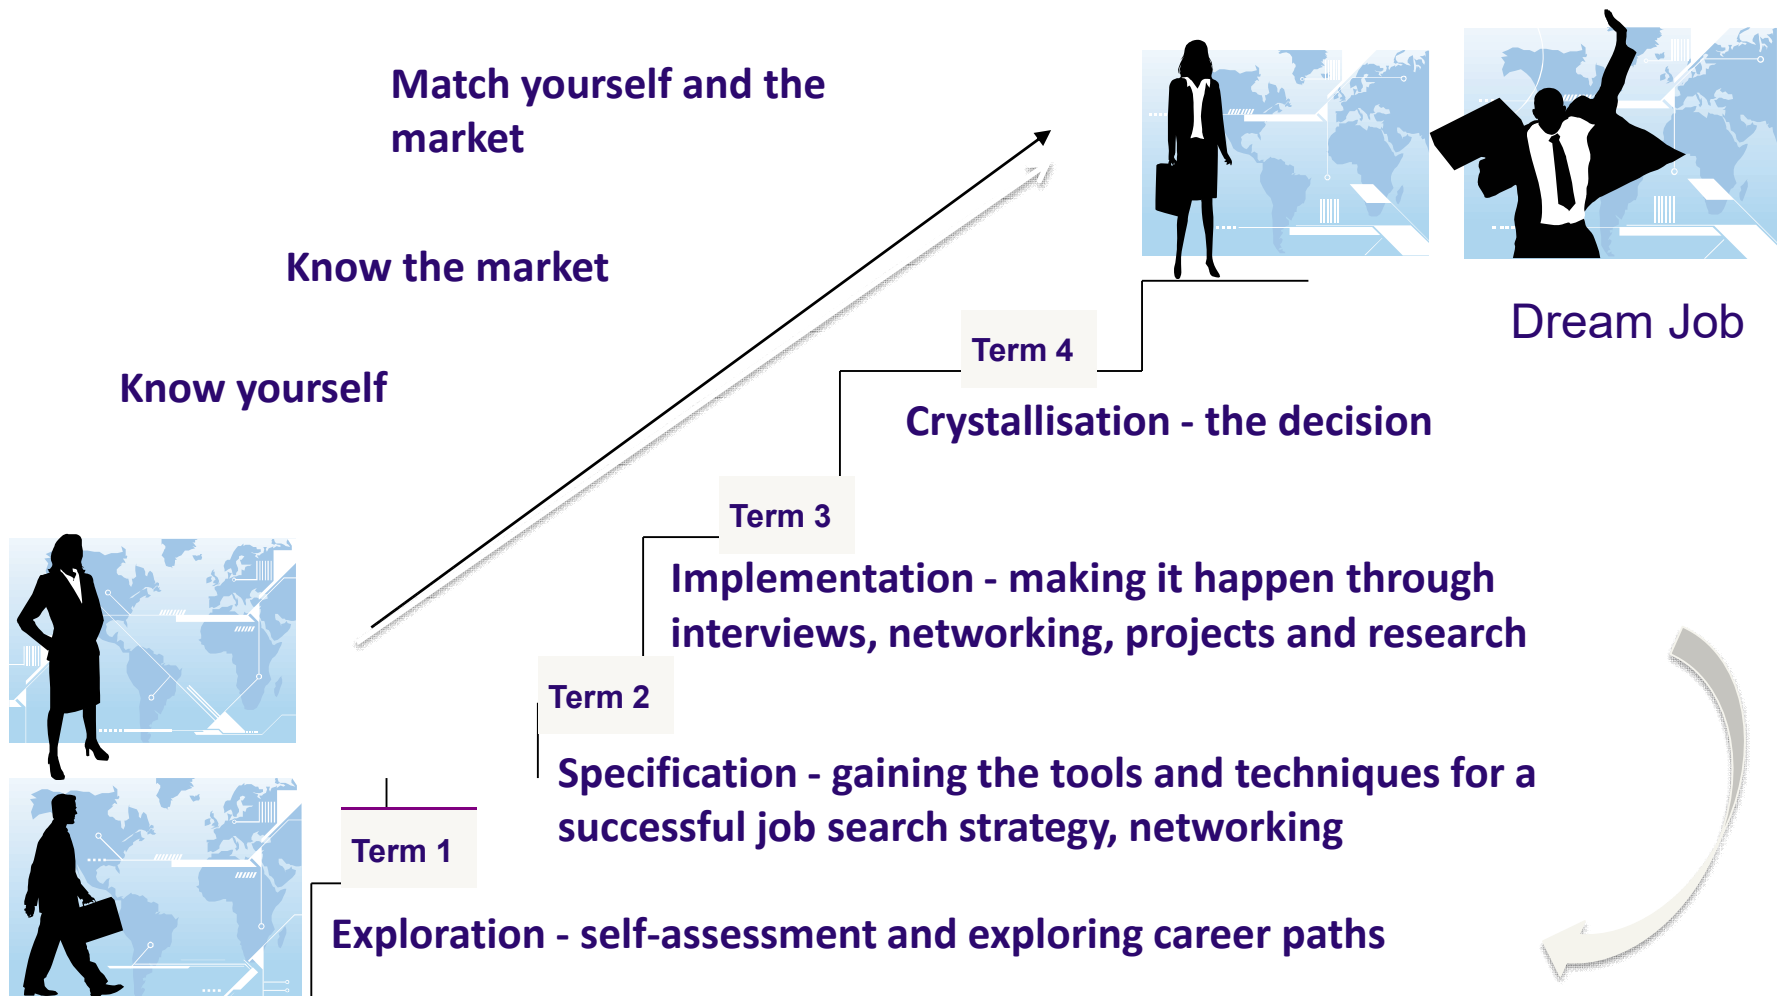 Match yourself and the
market
Know the market
Know yourself
Dream Job
Term 4
Crystallisation - the decision
Term 3
Implementation - making it happen through
interviews, networking, projects and research
Term 2
Specification - gaining the tools and techniques for a
successful job search strategy, networking
Term 1
Exploration - self-assessment and exploring career paths